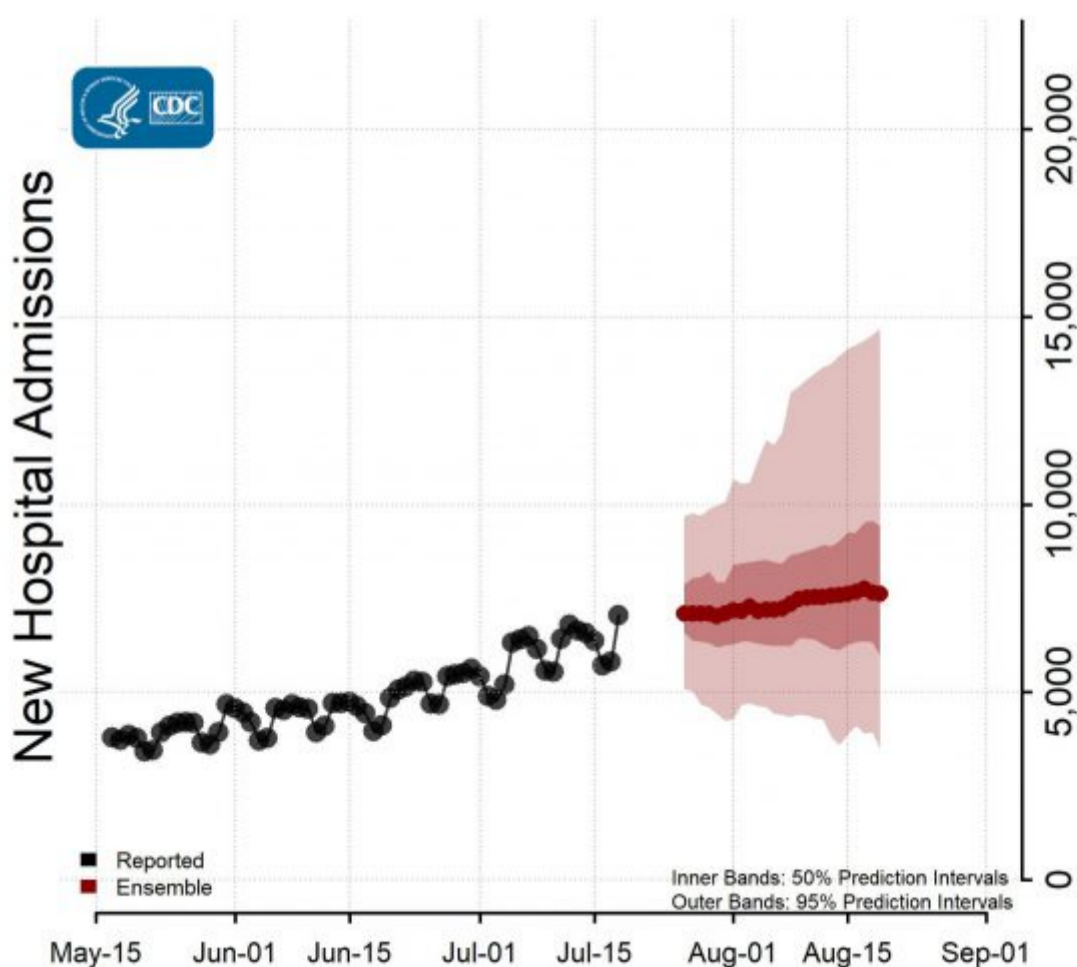 CDC
New Hospital Admissions
20,000
15,000
10,000
5,000
0
Reported
Ensemble
Inner Bands: 50% Prediction Intervals
Outer Bands: 95% Prediction Intervals
May-15 Jun-01 Jun-15 Jul-01 Jul-15 Aug-01 Aug-15 Sep-01